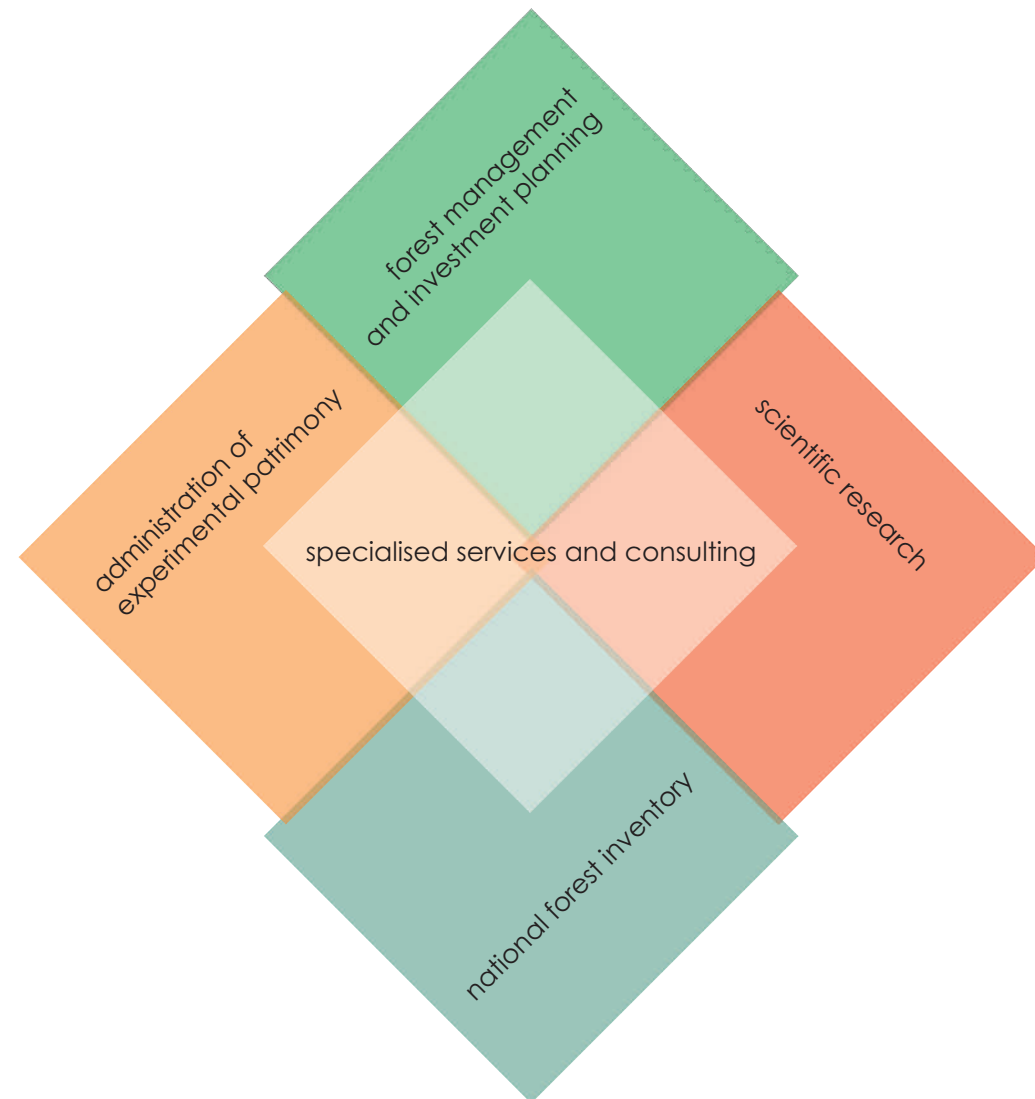 forest management
and investment planning
scientific research
administration of
experimental patrimony
specialised services and consulting
national forest inventory